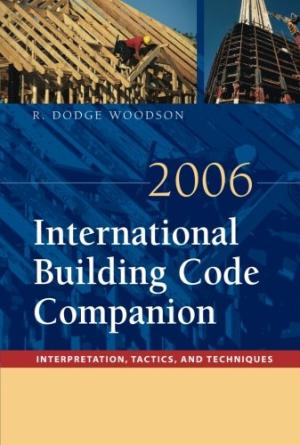 R. DODGE WOODSON
2006
International
Building Code
Companion
INTERPRETATION, TACTICS, AND TECHNIQUES